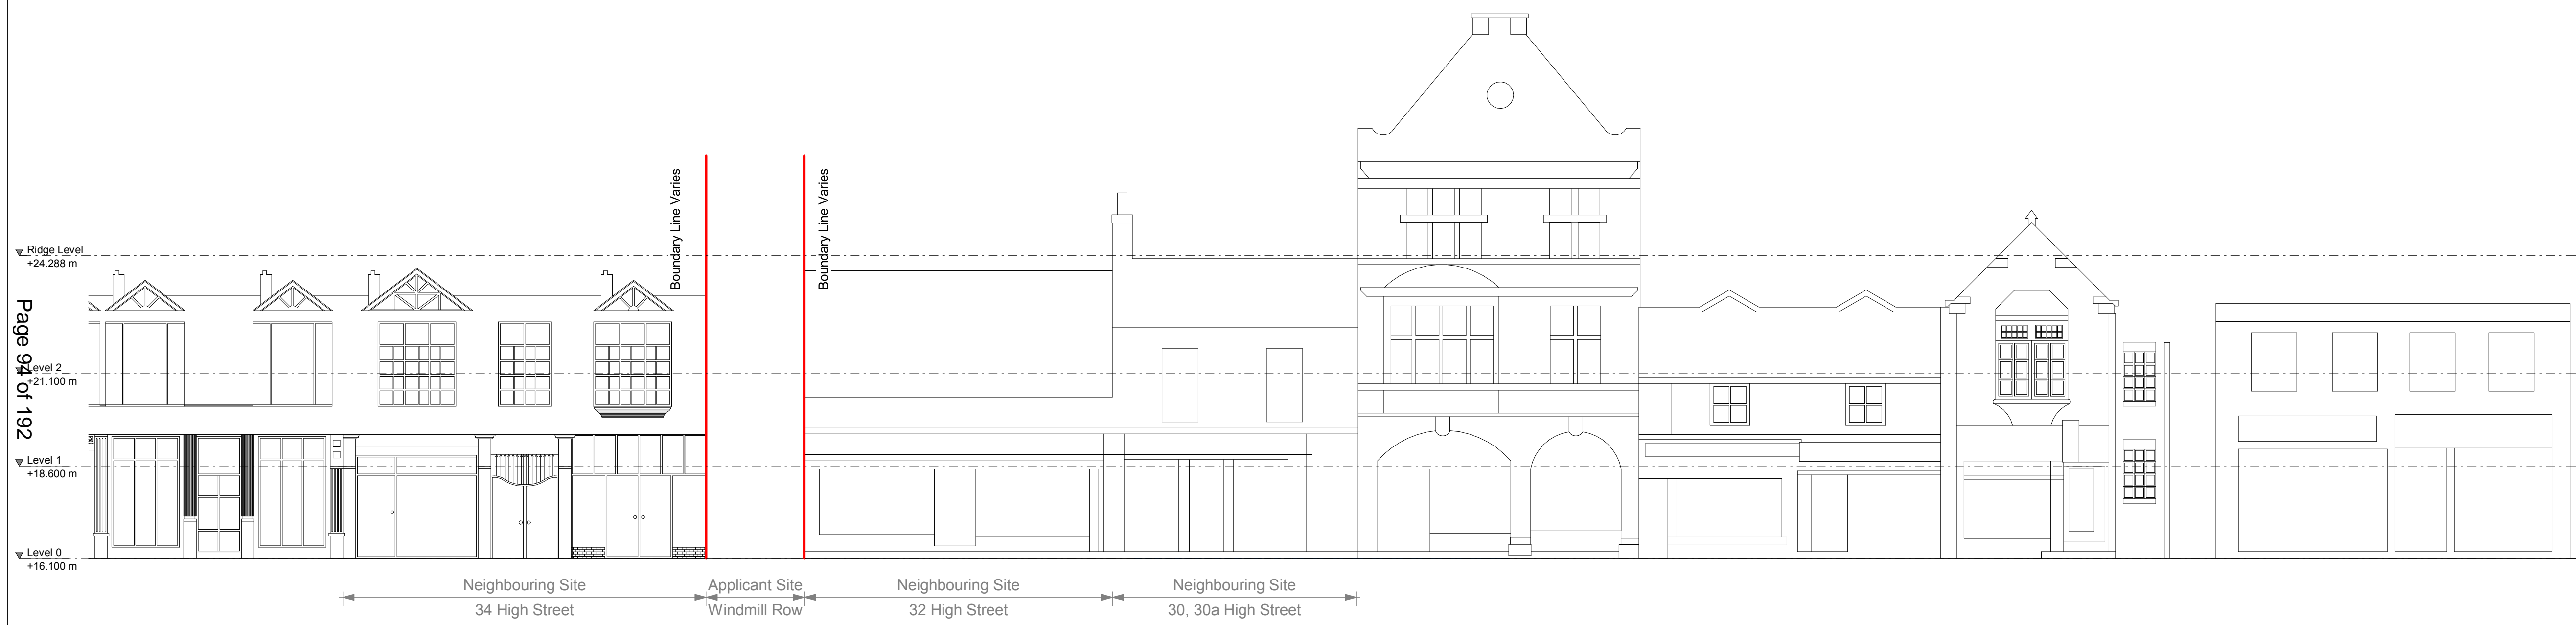 Ridge Level
+24.288 m
Level 2
+21.100 m
Level 1
+18.600 m
Level 0
+16.100 m
Page 94 of 192
Boundary Line Varies
Boundary Line Varies
Neighbouring Site
34 High Street
Applicant Site
Windmill Row
Neighbouring Site
32 High Street
Neighbouring Site
30, 30a High Street